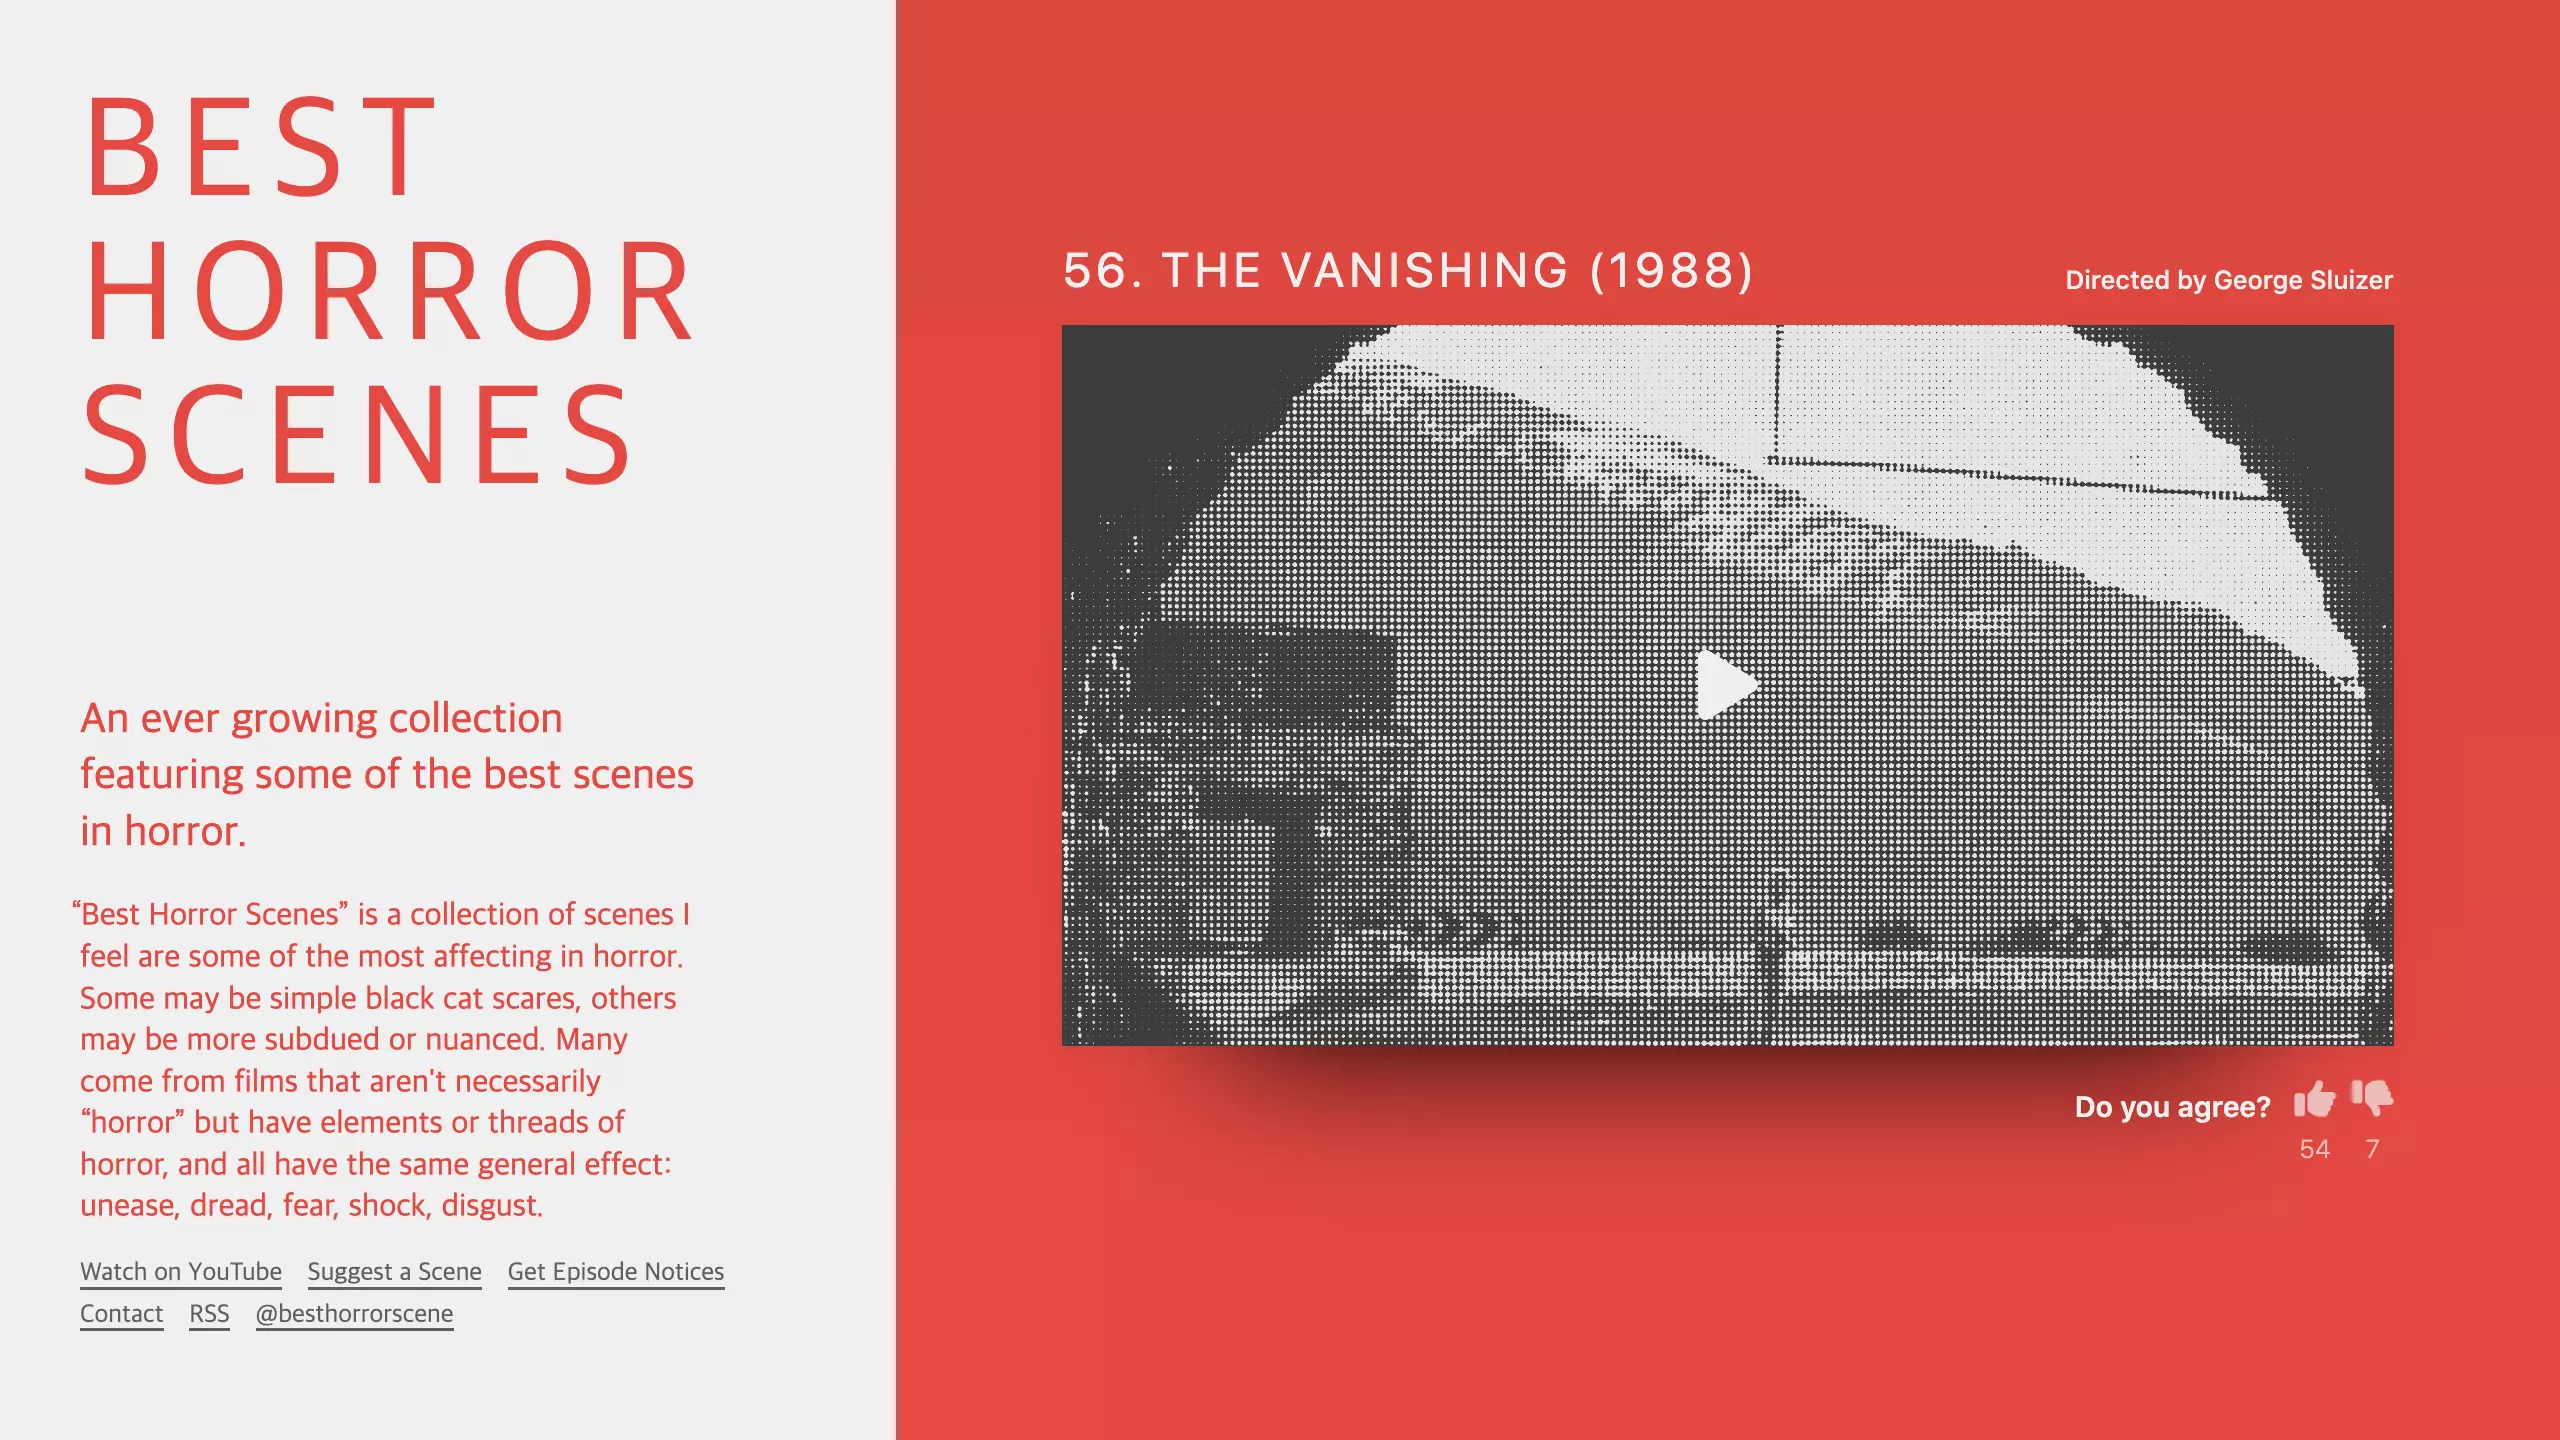 BEST
HORROR
SCENES
An ever growing collection
featuring some of the best scenes
in horror.
“Best Horror Scenes” is a collection of scenes I
feel are some of the most affecting in horror.
Some may be simple black cat scares, others
may be more subdued or nuanced. Many
come from films that aren't necessarily
“horror” but have elements or threads of
horror, and all have the same general effect:
unease, dread, fear, shock, disgust.
Watch on YouTube Suggest a Scene Get Episode Notices
Contact RSS @besthorrorscene
56. THE VANISHING (1988)
Directed by George Sluizer
Do you agree?
54 7